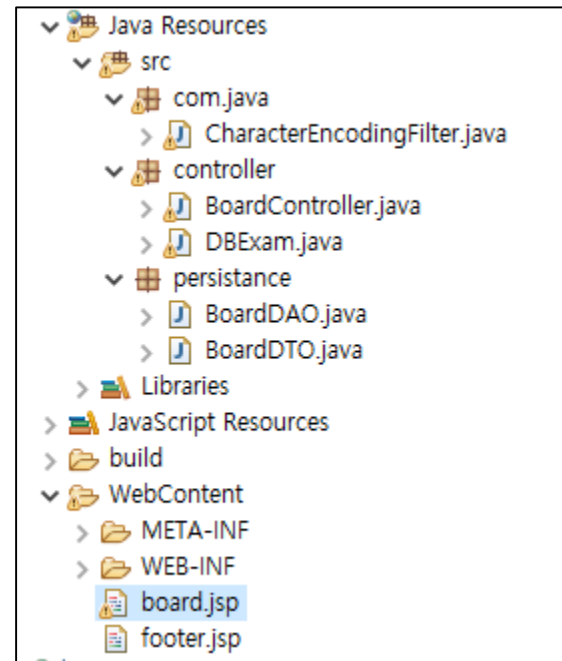 Java Resources
src
com.java
CharacterEncodingFilter.java
controller
BoardController.java
DBExam.java
persistance
BoardDAO.java
BoardDTO.java
Libraries
JavaScript Resources
build
WebContent
META-INF
WEB-INF
board.jsp
footer.jsp